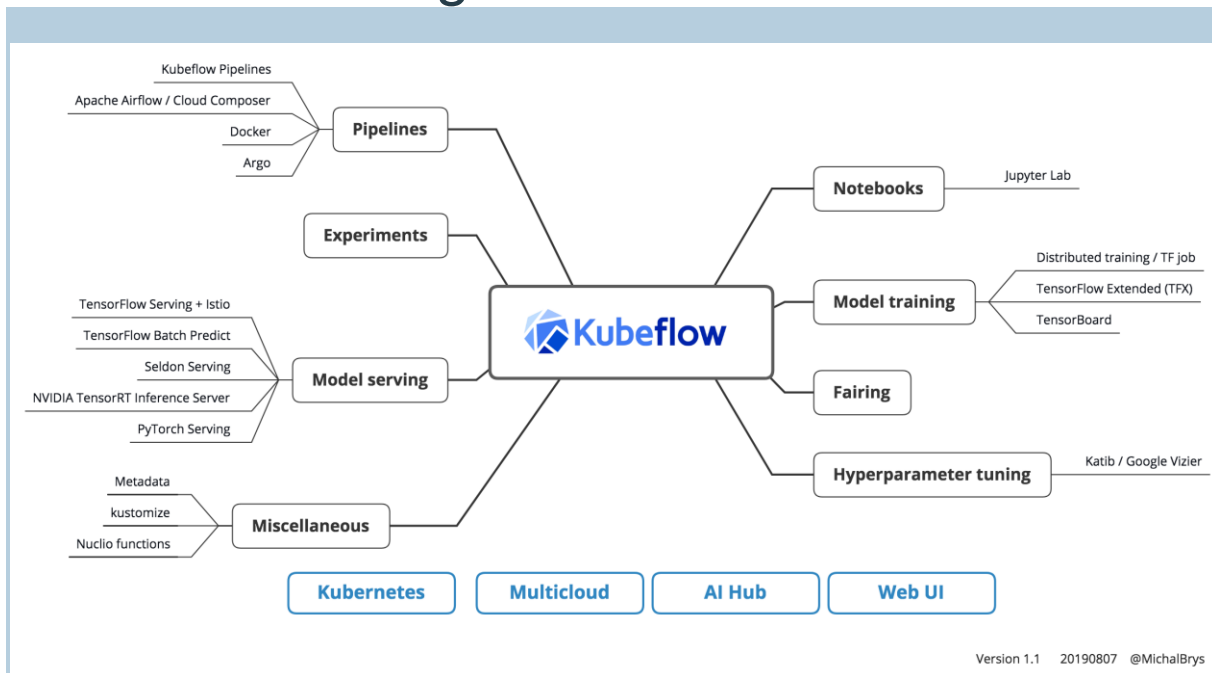 Kubeflow Pipelines
Apache Airflow / Cloud Composer
Docker
Argo
Pipelines
Experiments
TensorFlow Serving + Istio
TensorFlow Batch Predict
Seldon Serving
NVIDIA TensorRT Inference Server
PyTorch Serving
Model serving
Metadata
kustomize
Nuclio functions
Miscellaneous
Kubeflow
Notebooks
Jupyter Lab
Model training
Distributed training / TF job
TensorFlow Extended (TFX)
TensorBoard
Fairing
Hyperparameter tuning
Katib / Google Vizier
Kubernetes
Multicloud
AI Hub
Web UI
Version 1.1 20190807 @MichalBrys